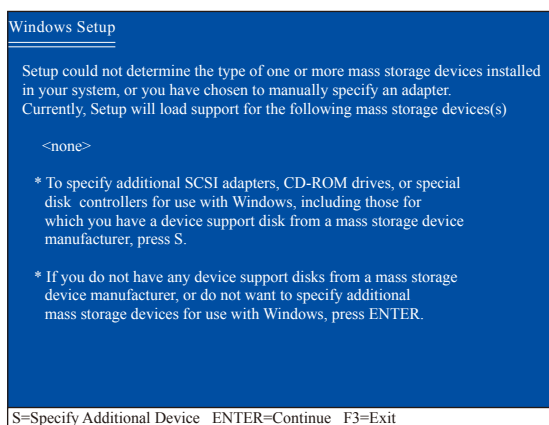 Windows Setup
Setup could not determine the type of one or more mass storage devices installed
in your system, or you have chosen to manually specify an adapter.
Currently, Setup will load support for the following mass storage devices(s)
<none>
* To specify additional SCSI adapters, CD-ROM drives, or special
disk controllers for use with Windows, including those for
which you have a device support disk from a mass storage device
manufacturer, press S.
* If you do not have any device support disks from a mass storage
device manufacturer, or do not want to specify additional
mass storage devices for use with Windows, press ENTER.
S=Specify Additional Device ENTER=Continue F3=Exit